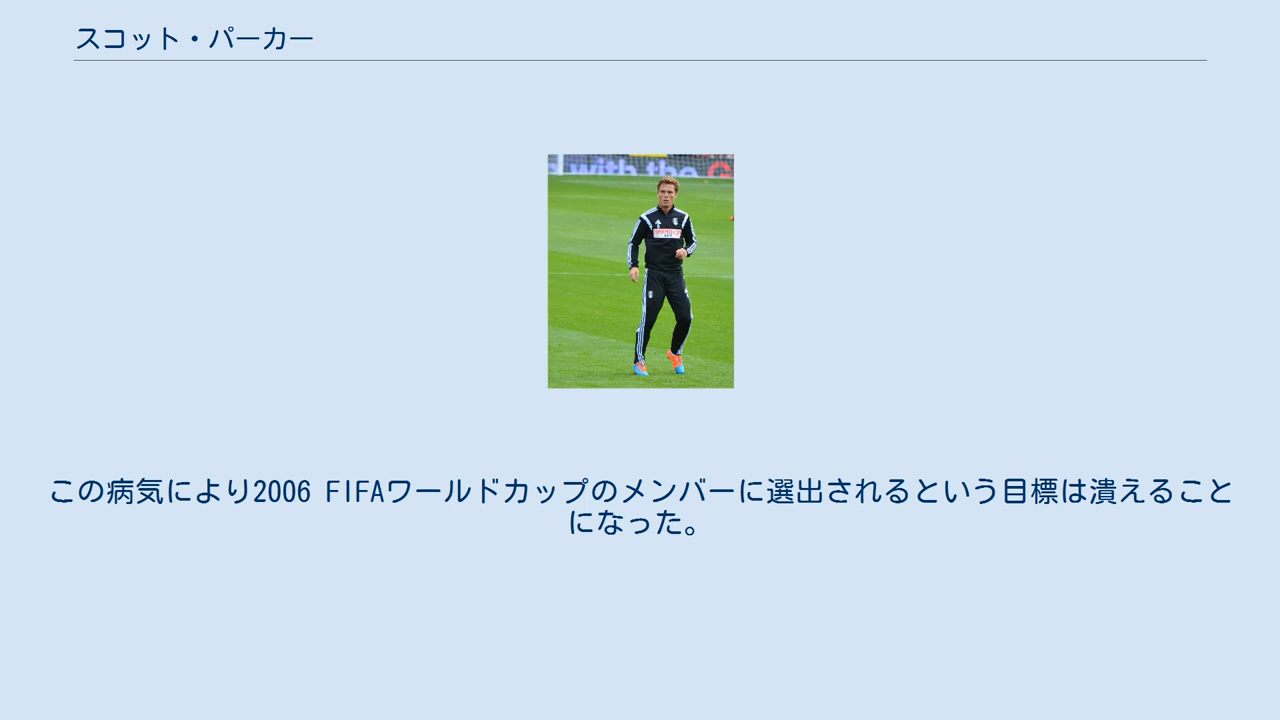 スコット・パーカー
with the
この病気により2006 FIFAワールドカップのメンバーに選出されるという目標は潰えること
になった。